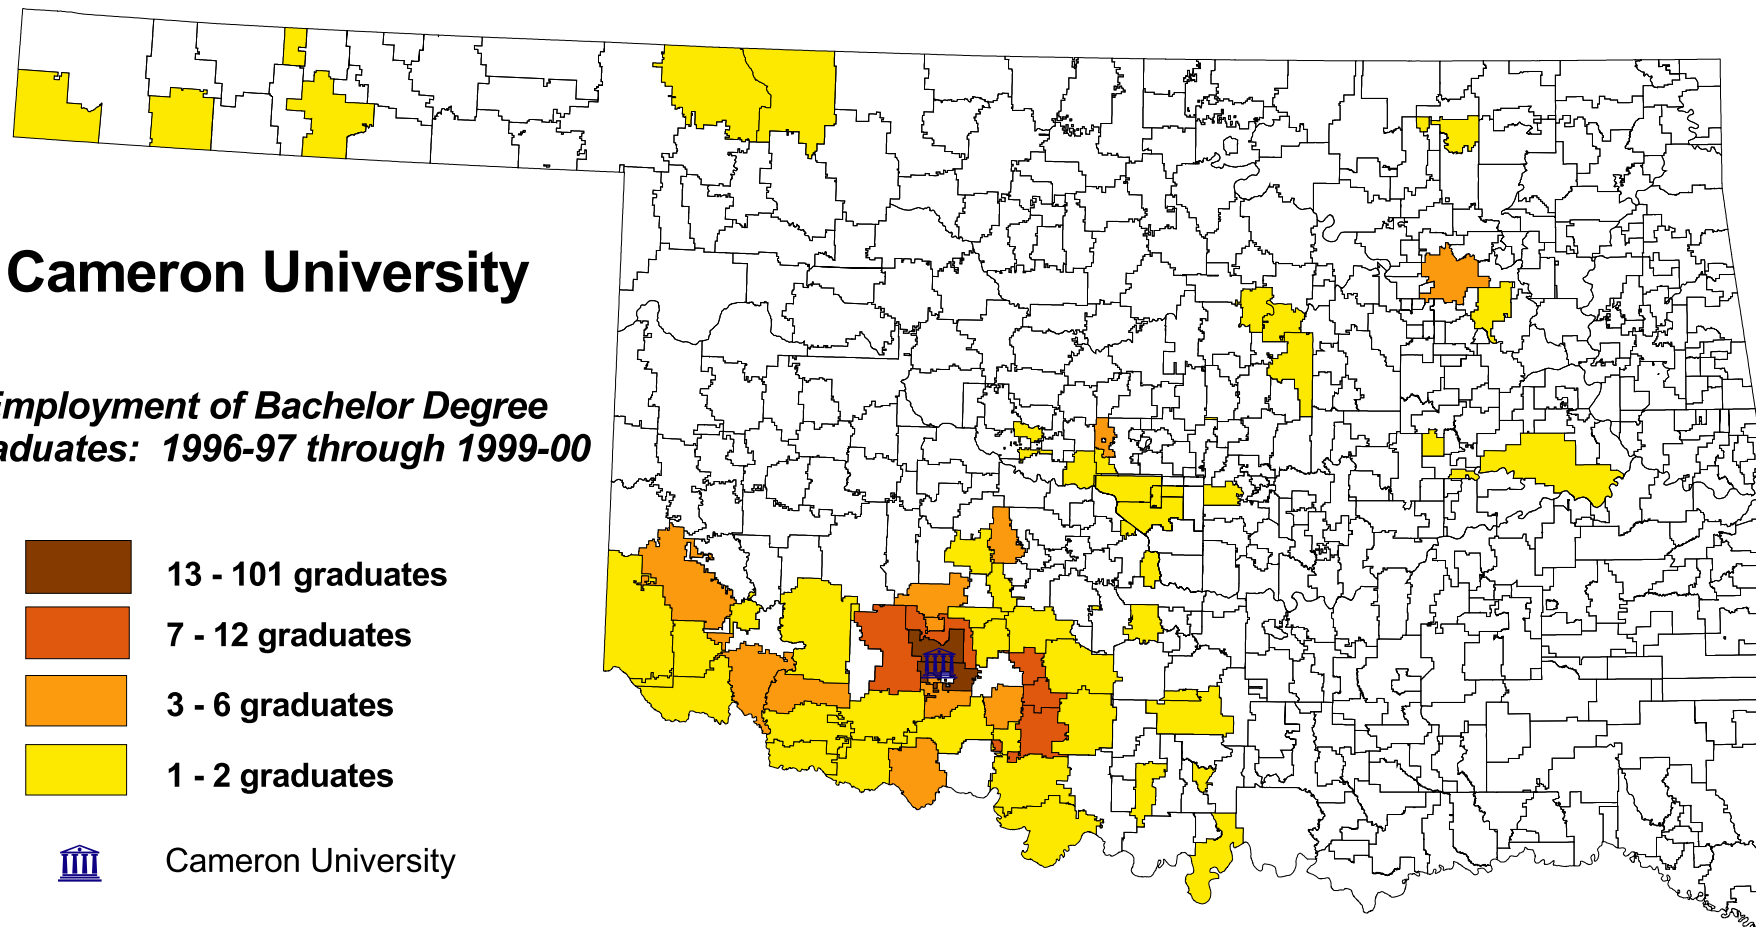 Cameron University
Employment of Bachelor Degree
aduates: 1996-97 through 1999-00
13 - 101 graduates
7 - 12 graduates
3 - 6 graduates
1 - 2 graduates
Cameron University